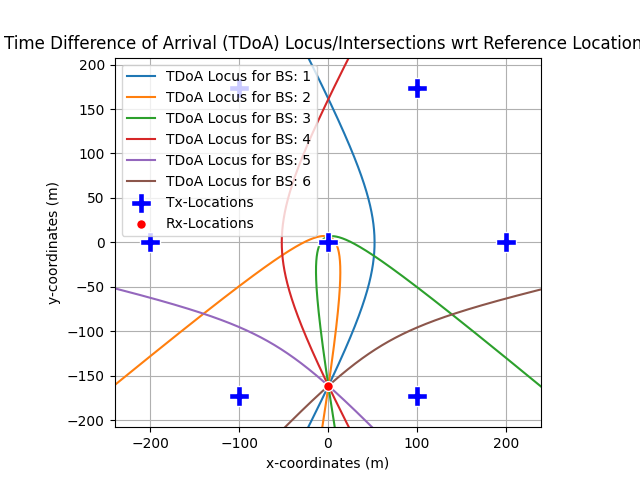 Time Difference of Arrival (TDoA) Locus/Intersections wrt Reference Location
TDoA Locus for BS: 1
TDoA Locus for BS: 2
TDoA Locus for BS: 3
TDoA Locus for BS: 4
TDoA Locus for BS: 5
TDoA Locus for BS: 6
Tx-Locations
Rx-Locations
y-coordinates (m)
200
150
100
50
0
−50
−100
−150
−200
−200
−100
0
100
200
x-coordinates (m)